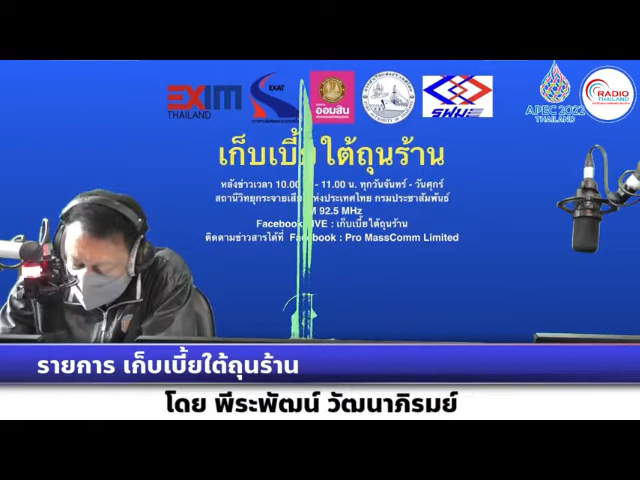 EXIM
THAILAND
EXAT
ออมสิน
รฟม
APEC 2022
THAILAND
RADIO
THAILAND
เก็บเบี้ยใต้ถุนร้าน
หลังข่าวเวลา 10.00 - 11.00 น. ทุกวันจันทร์ - วันศุกร์
สถานีวิทยุกระจายเสียงแห่งประเทศไทย กรมประชาสัมพันธ์
FM 92.5 MHz
Facebook LIVE : เก็บเบี้ยใต้ถุนร้าน
ติดตามข่าวสารได้ที่ Facebook : Pro MassComm Limited
รายการ เก็บเบี้ยใต้ถุนร้าน
โดย พีระพัฒน์ วัฒนาภิรมย์